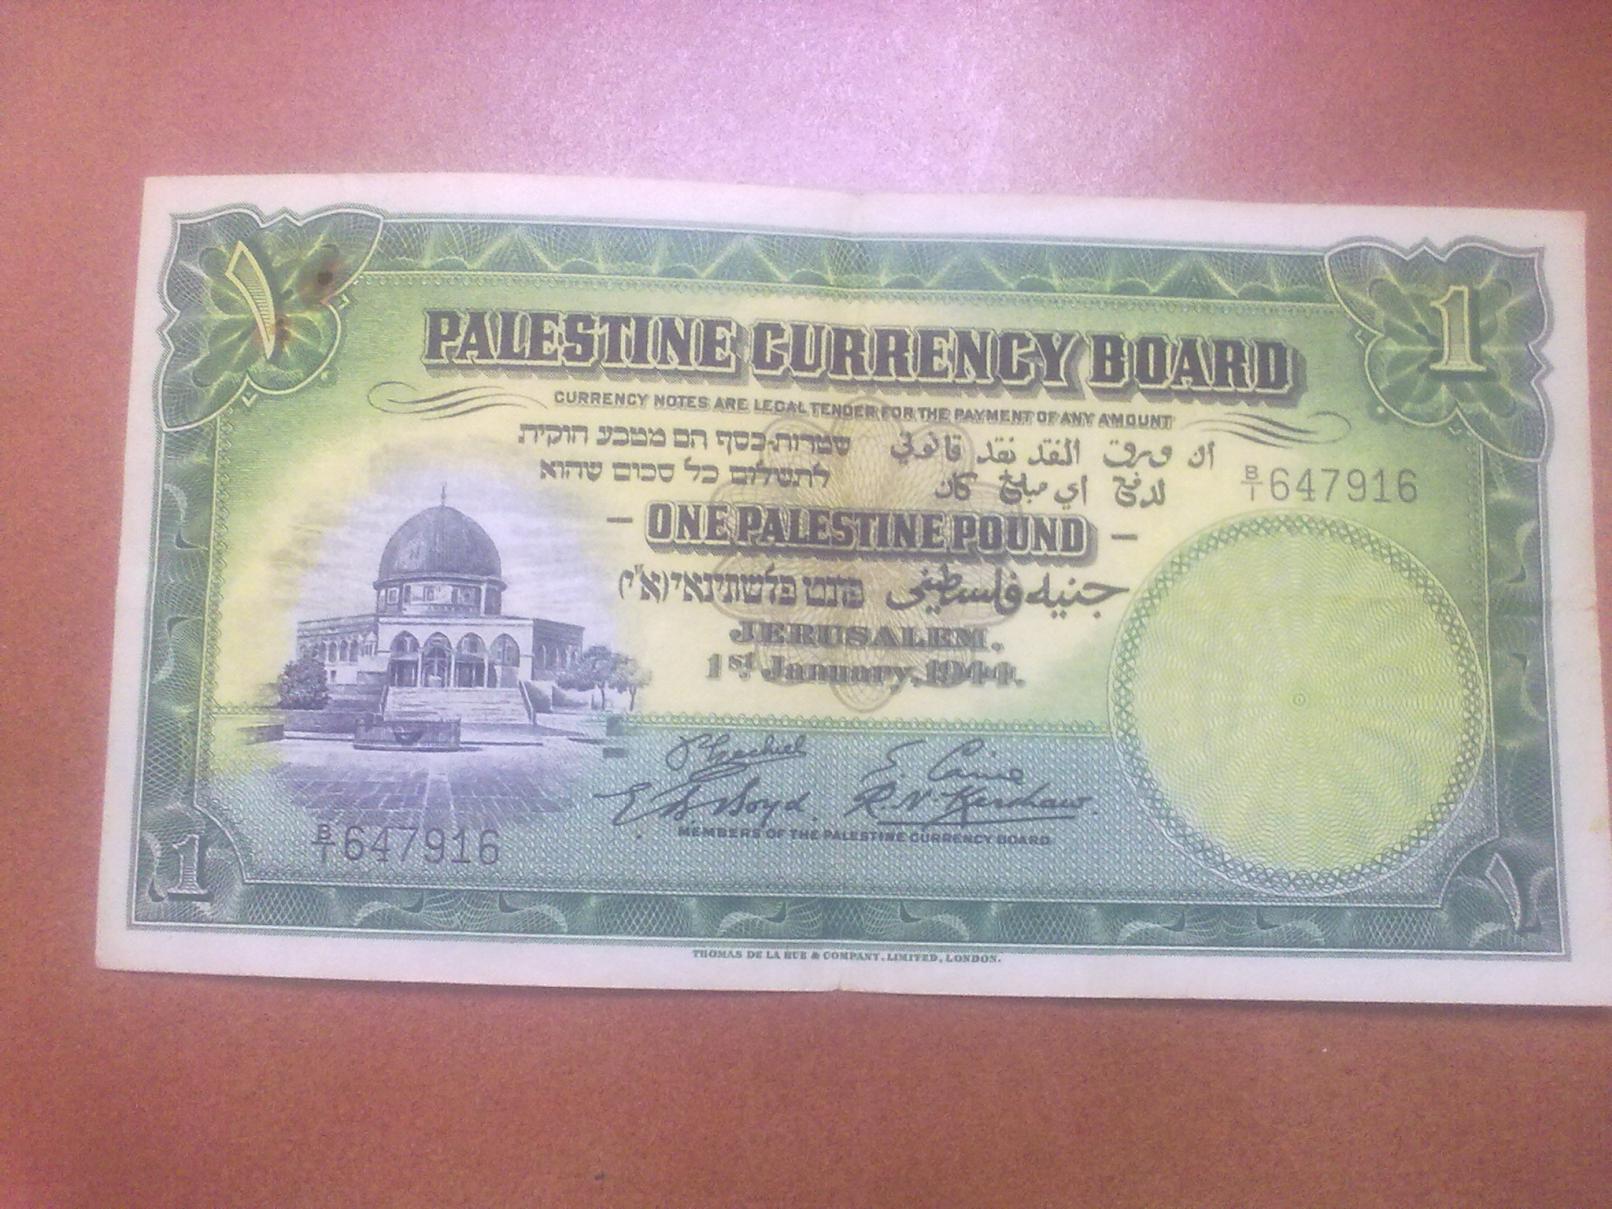 ١
1
PALESTINE CURRENCY BOARD
CURRENCY NOTES ARE LEGAL TENDER FOR THE PAYMENT OF ANY AMOUNT
שטרות-כסף הם מטבע חוקית
לתשלום כל סכום שהוא
ان ورق النقد نقد قانوني
لدفع أي مبلغ كان
B/1 647916
– ONE PALESTINE POUND –
פונט פלשתינאי (א"י)
جنيه فلسطيني
JERUSALEM.
1st January, 1944.
S. Caine
R. N. Kershaw.
MEMBERS OF THE PALESTINE CURRENCY BOARD
B/1 647916
1
١
THOMAS DE LA RUE & COMPANY, LIMITED, LONDON.